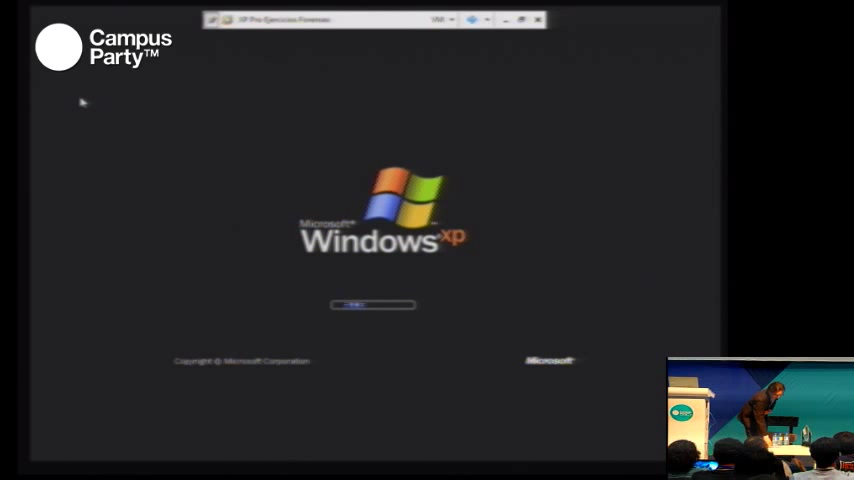 XP Pro Ejercicios Forenses
Campus
Party™
Microsoft®
Windows xp
Copyright © Microsoft Corporation
Microsoft